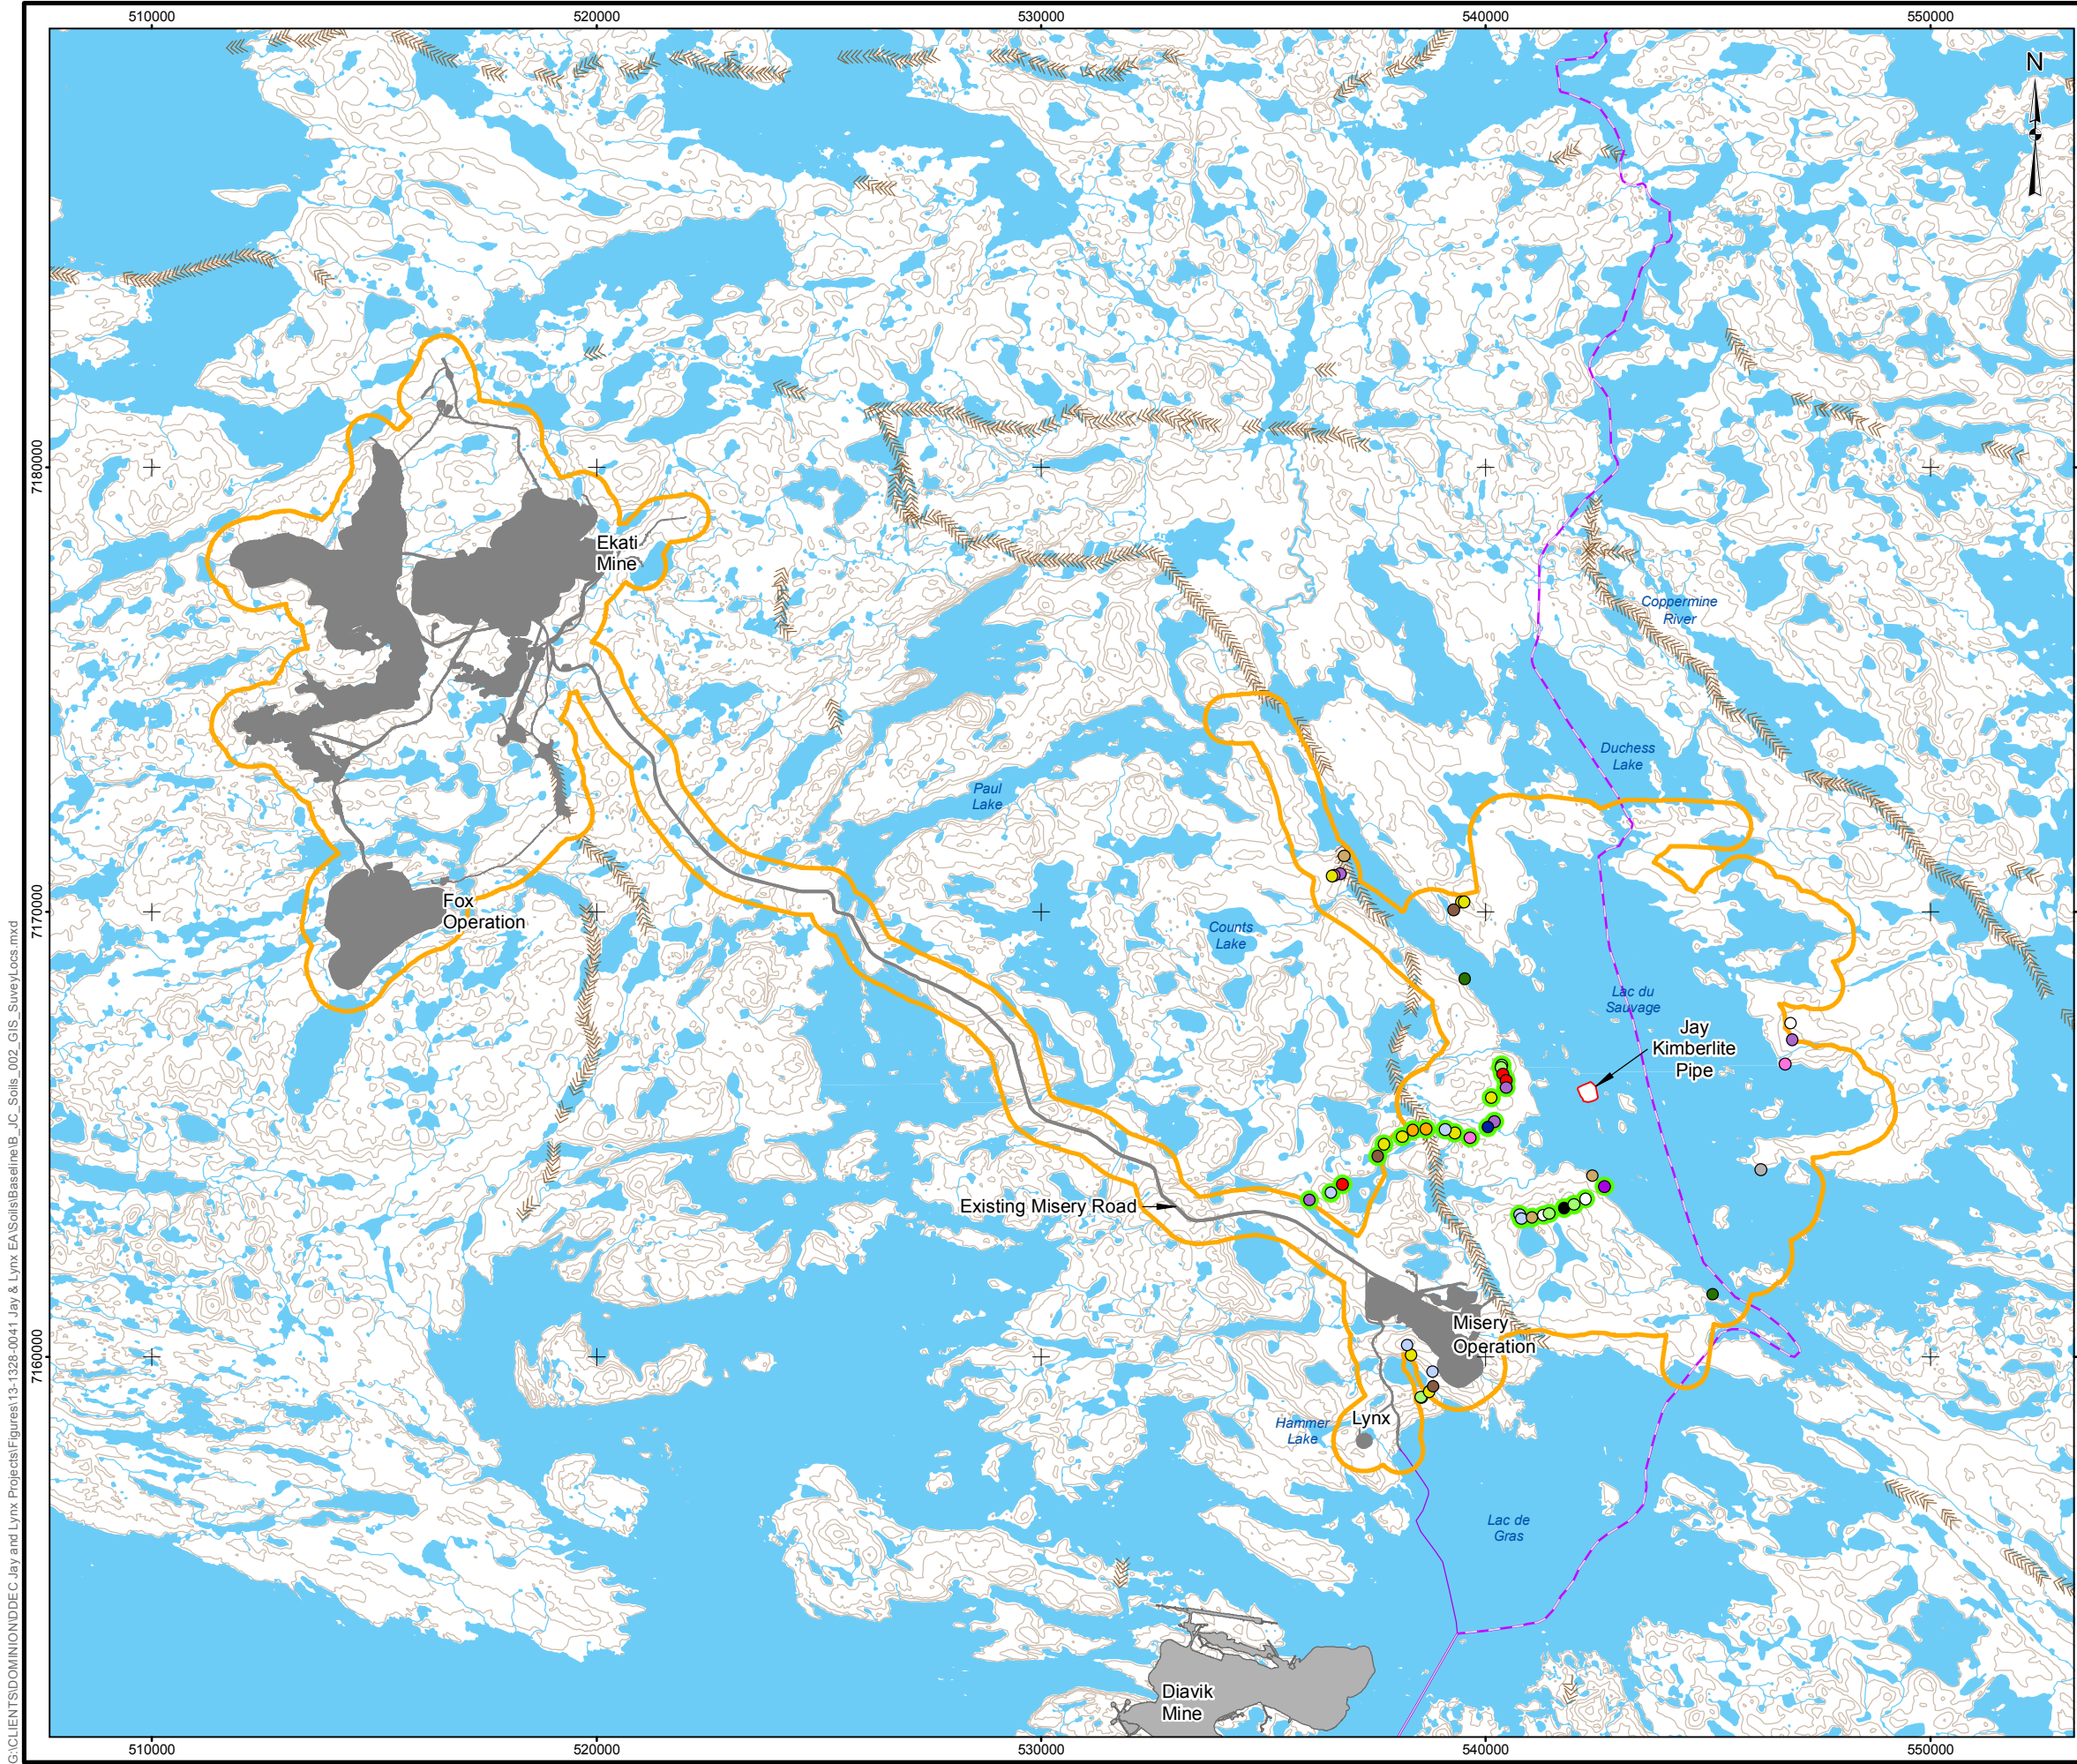 510000
520000
530000
540000
550000
N
7180000
Ekati
Mine
Coppermine
River
Duchess
Lake
Paul
Lake
7170000
Fox
Operation
Counts
Lake
Lac du
Sauvage
Jay
Kimberlite
Pipe
Existing Misery Road
Misery
Operation
7160000
Hammer
Lake
Lynx
Lac de
Gras
Diavik
Mine
510000
520000
530000
540000
550000
G:\CLIENTS\DOMINION\DDEC Jay and Lynx Projects\Figures\13-1328-0041 Jay & Lynx EA\Soils\Baseline\B_JC_Soils_002_GIS_SuveyLocs.mxd